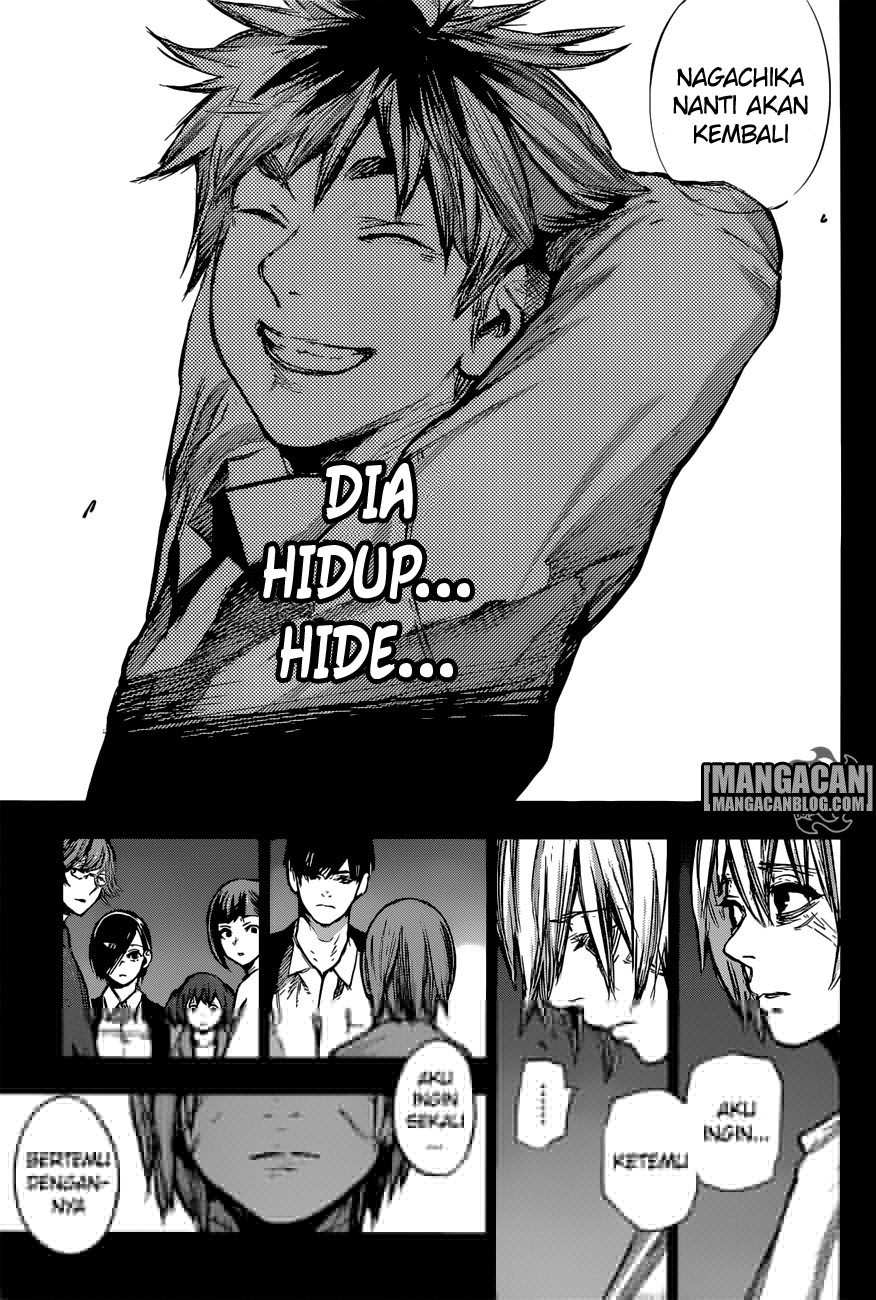 NAGACHIKA
NANTI AKAN
KEMBALI
DIA
HIDUP...
HIDE...
[MANGACAN]
MANGACANBLOG.COM
AKU
INGIN...
KETEMU
........
AKU
INGIN
SEKALI
...
BERTEMU
DENGAN-
NYA